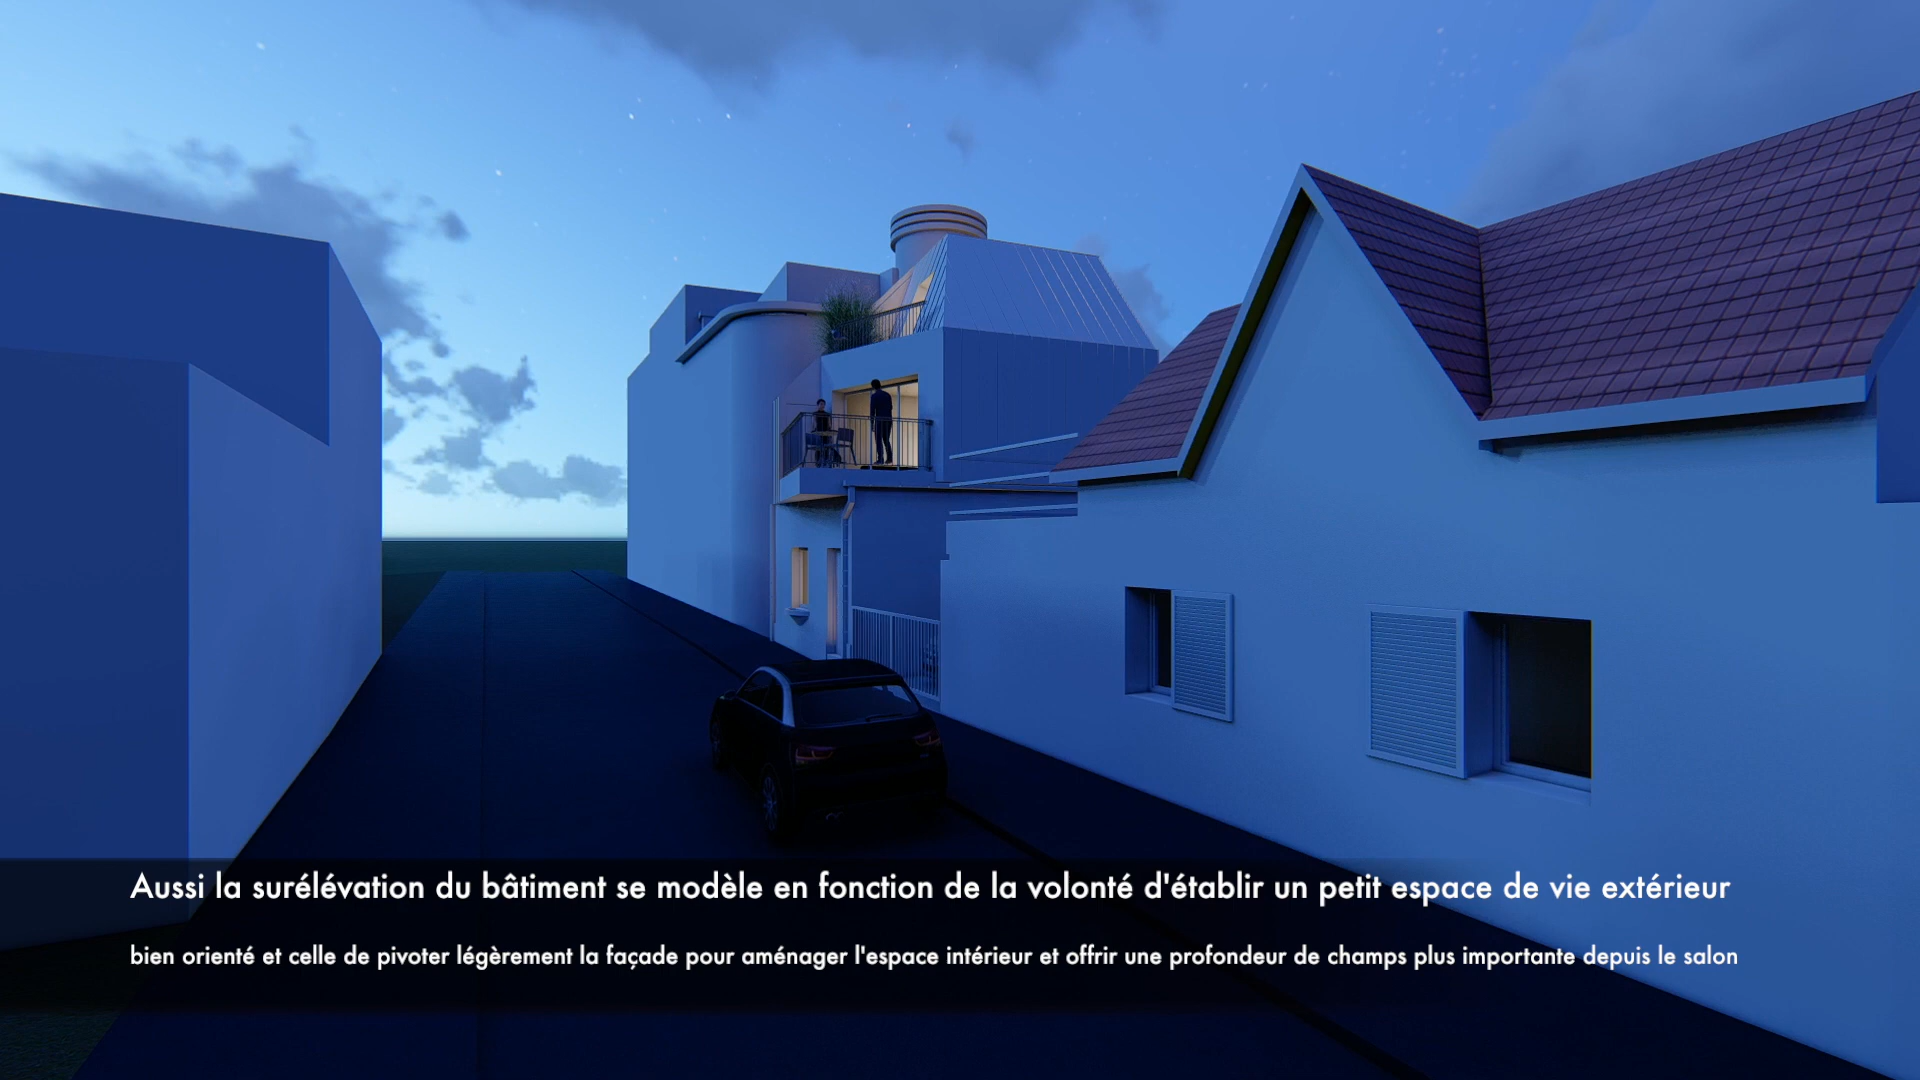 Aussi la surélévation du bâtiment se modèle en fonction de la volonté d'établir un petit espace de vie extérieur
bien orienté et celle de pivoter légèrement la façade pour aménager l'espace intérieur et offrir une profondeur de champs plus importante depuis le salon